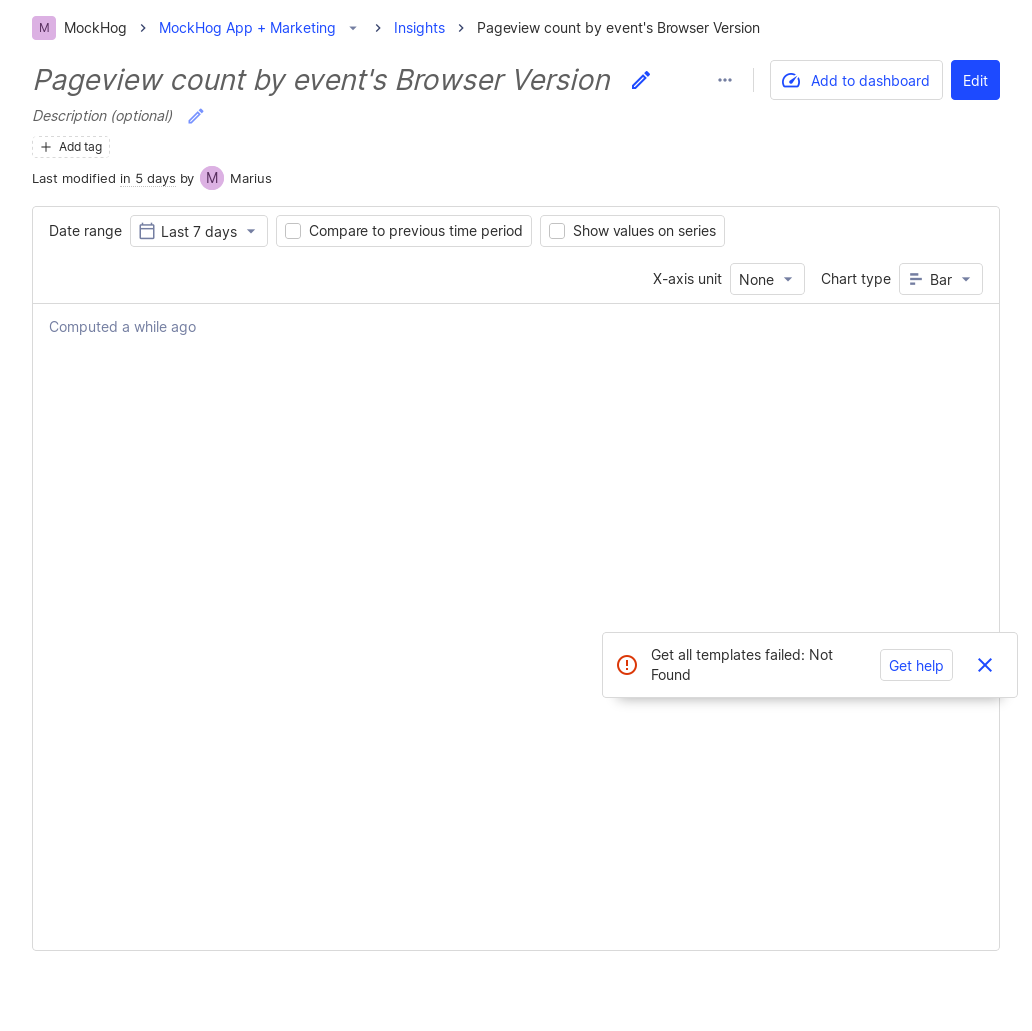 M MockHog MockHog App + Marketing Insights Pageview count by event's Browser Version
Pageview count by event's Browser Version
Add to dashboard
Edit
Description (optional)
Add tag
Last modified in 5 days by M Marius
Date range Last 7 days Compare to previous time period Show values on series
X-axis unit None Chart type Bar
Computed a while ago
Get all templates failed: Not
Found
Get help